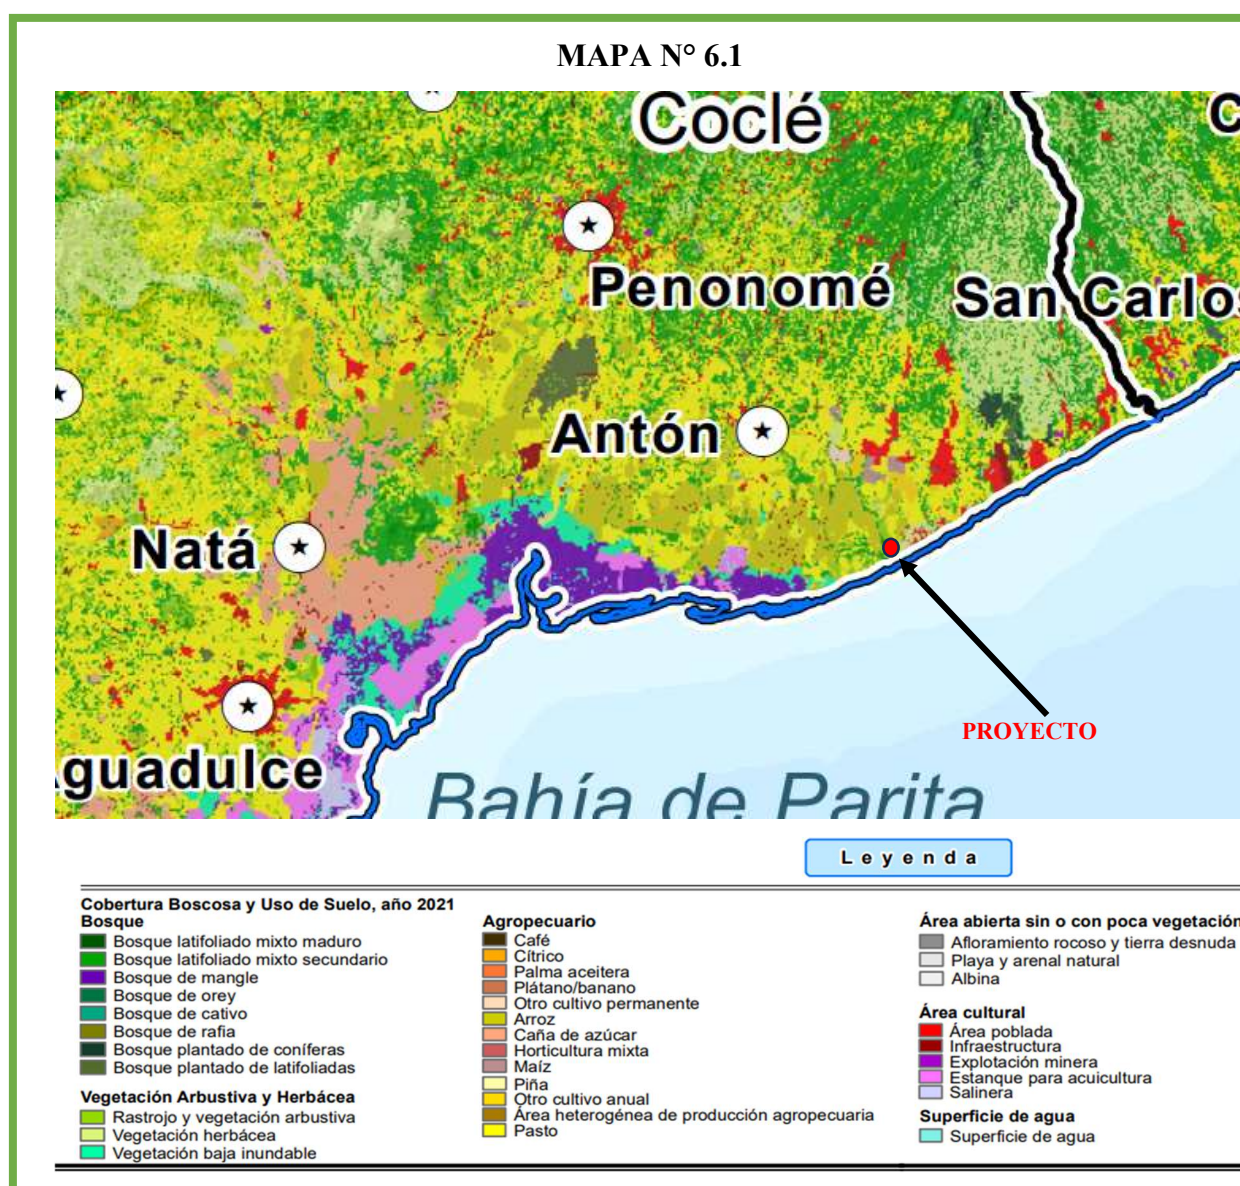 MAPA N° 6.1
Coclé
C
Penonomé
San Carlos
Antón
Natá
PROYECTO
guadulce
Bahía de Parita
Leyenda
Cobertura Boscosa y Uso de Suelo, año 2021
Bosque
Bosque latifoliado mixto maduro
Bosque latifoliado mixto secundario
Bosque de mangle
Bosque de orey
Bosque de cativo
Bosque de rafia
Bosque plantado de coníferas
Bosque plantado de latifoliadas
Vegetación Arbustiva y Herbácea
Rastrojo y vegetación arbustiva
Vegetación herbácea
Vegetación baja inundable
Agropecuario
Café
Cítrico
Palma aceitera
Plátano/banano
Otro cultivo permanente
Arroz
Caña de azúcar
Horticultura mixta
Maíz
Piña
Otro cultivo anual
Área heterogénea de producción agropecuaria
Pasto
Área abierta sin o con poca vegetación
Afloramiento rocoso y tierra desnuda
Playa y arenal natural
Albina
Área cultural
Área poblada
Infraestructura
Explotación minera
Estanque para acuicultura
Salinera
Superficie de agua
Superficie de agua